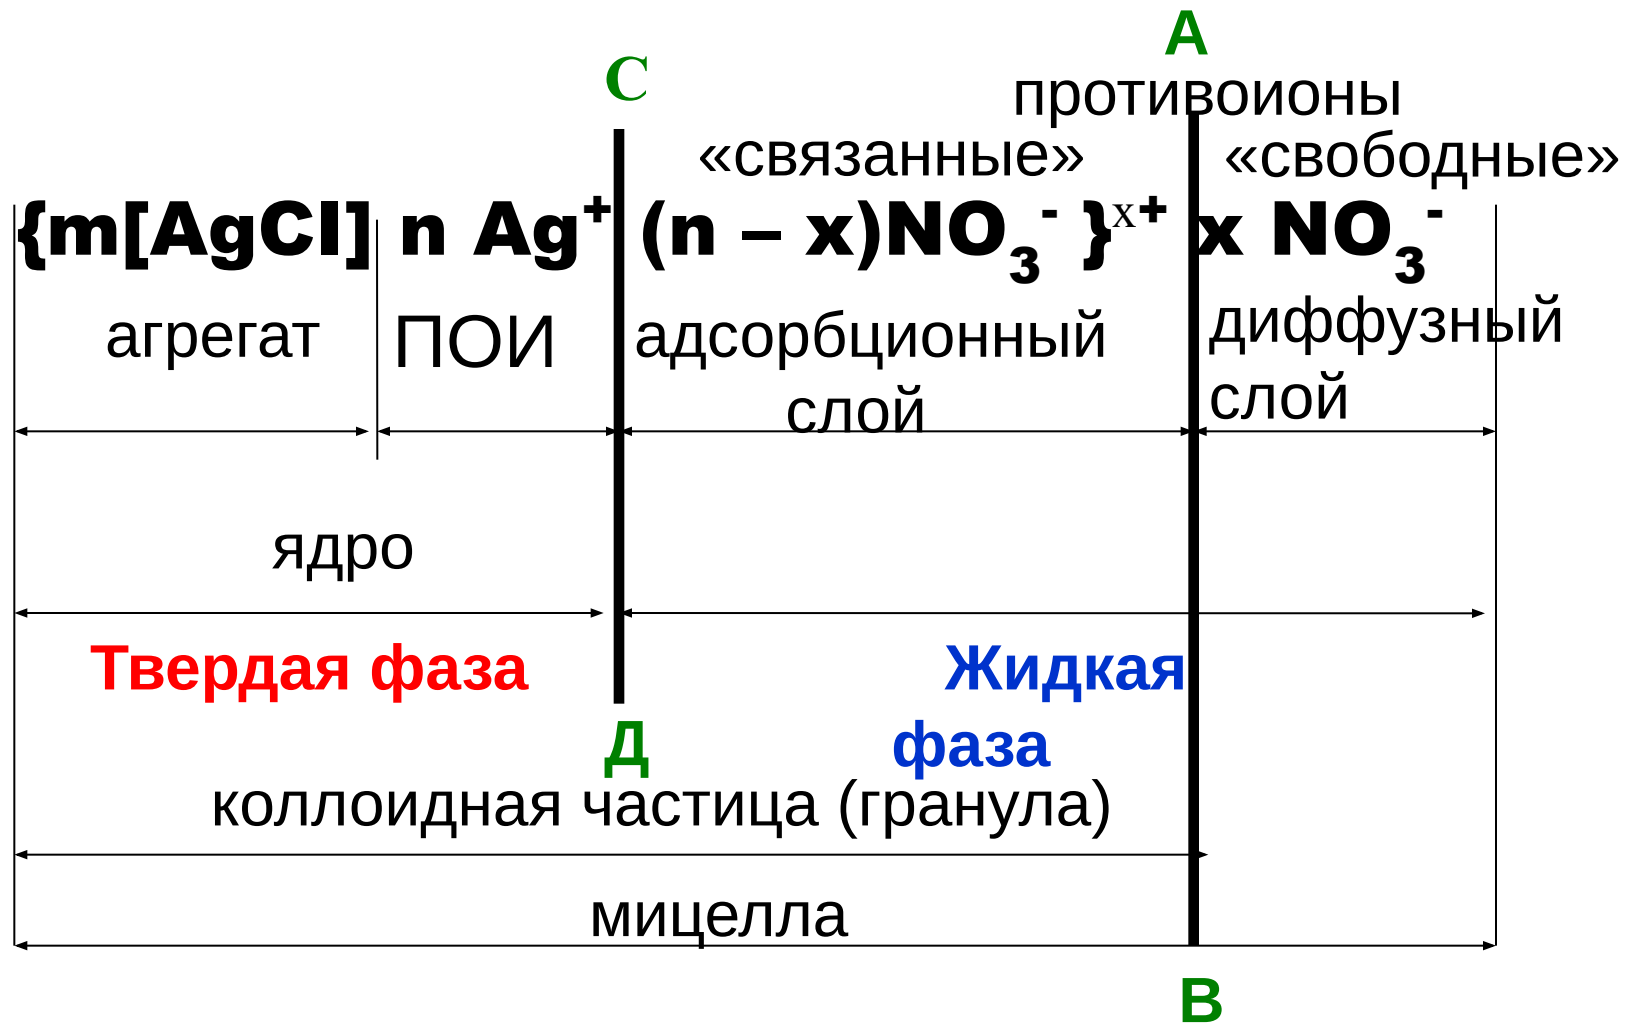 А
С
противоионы
«связанные»
«свободные»
{m[AgCl] n Ag⁺ (n – x)NO₃⁻ }ˣ⁺ x NO₃⁻
агрегат
ПОИ
адсорбционный
слой
диффузный
слой
ядро
Твердая фаза
Жидкая
фаза
Д
коллоидная частица (гранула)
мицелла
В